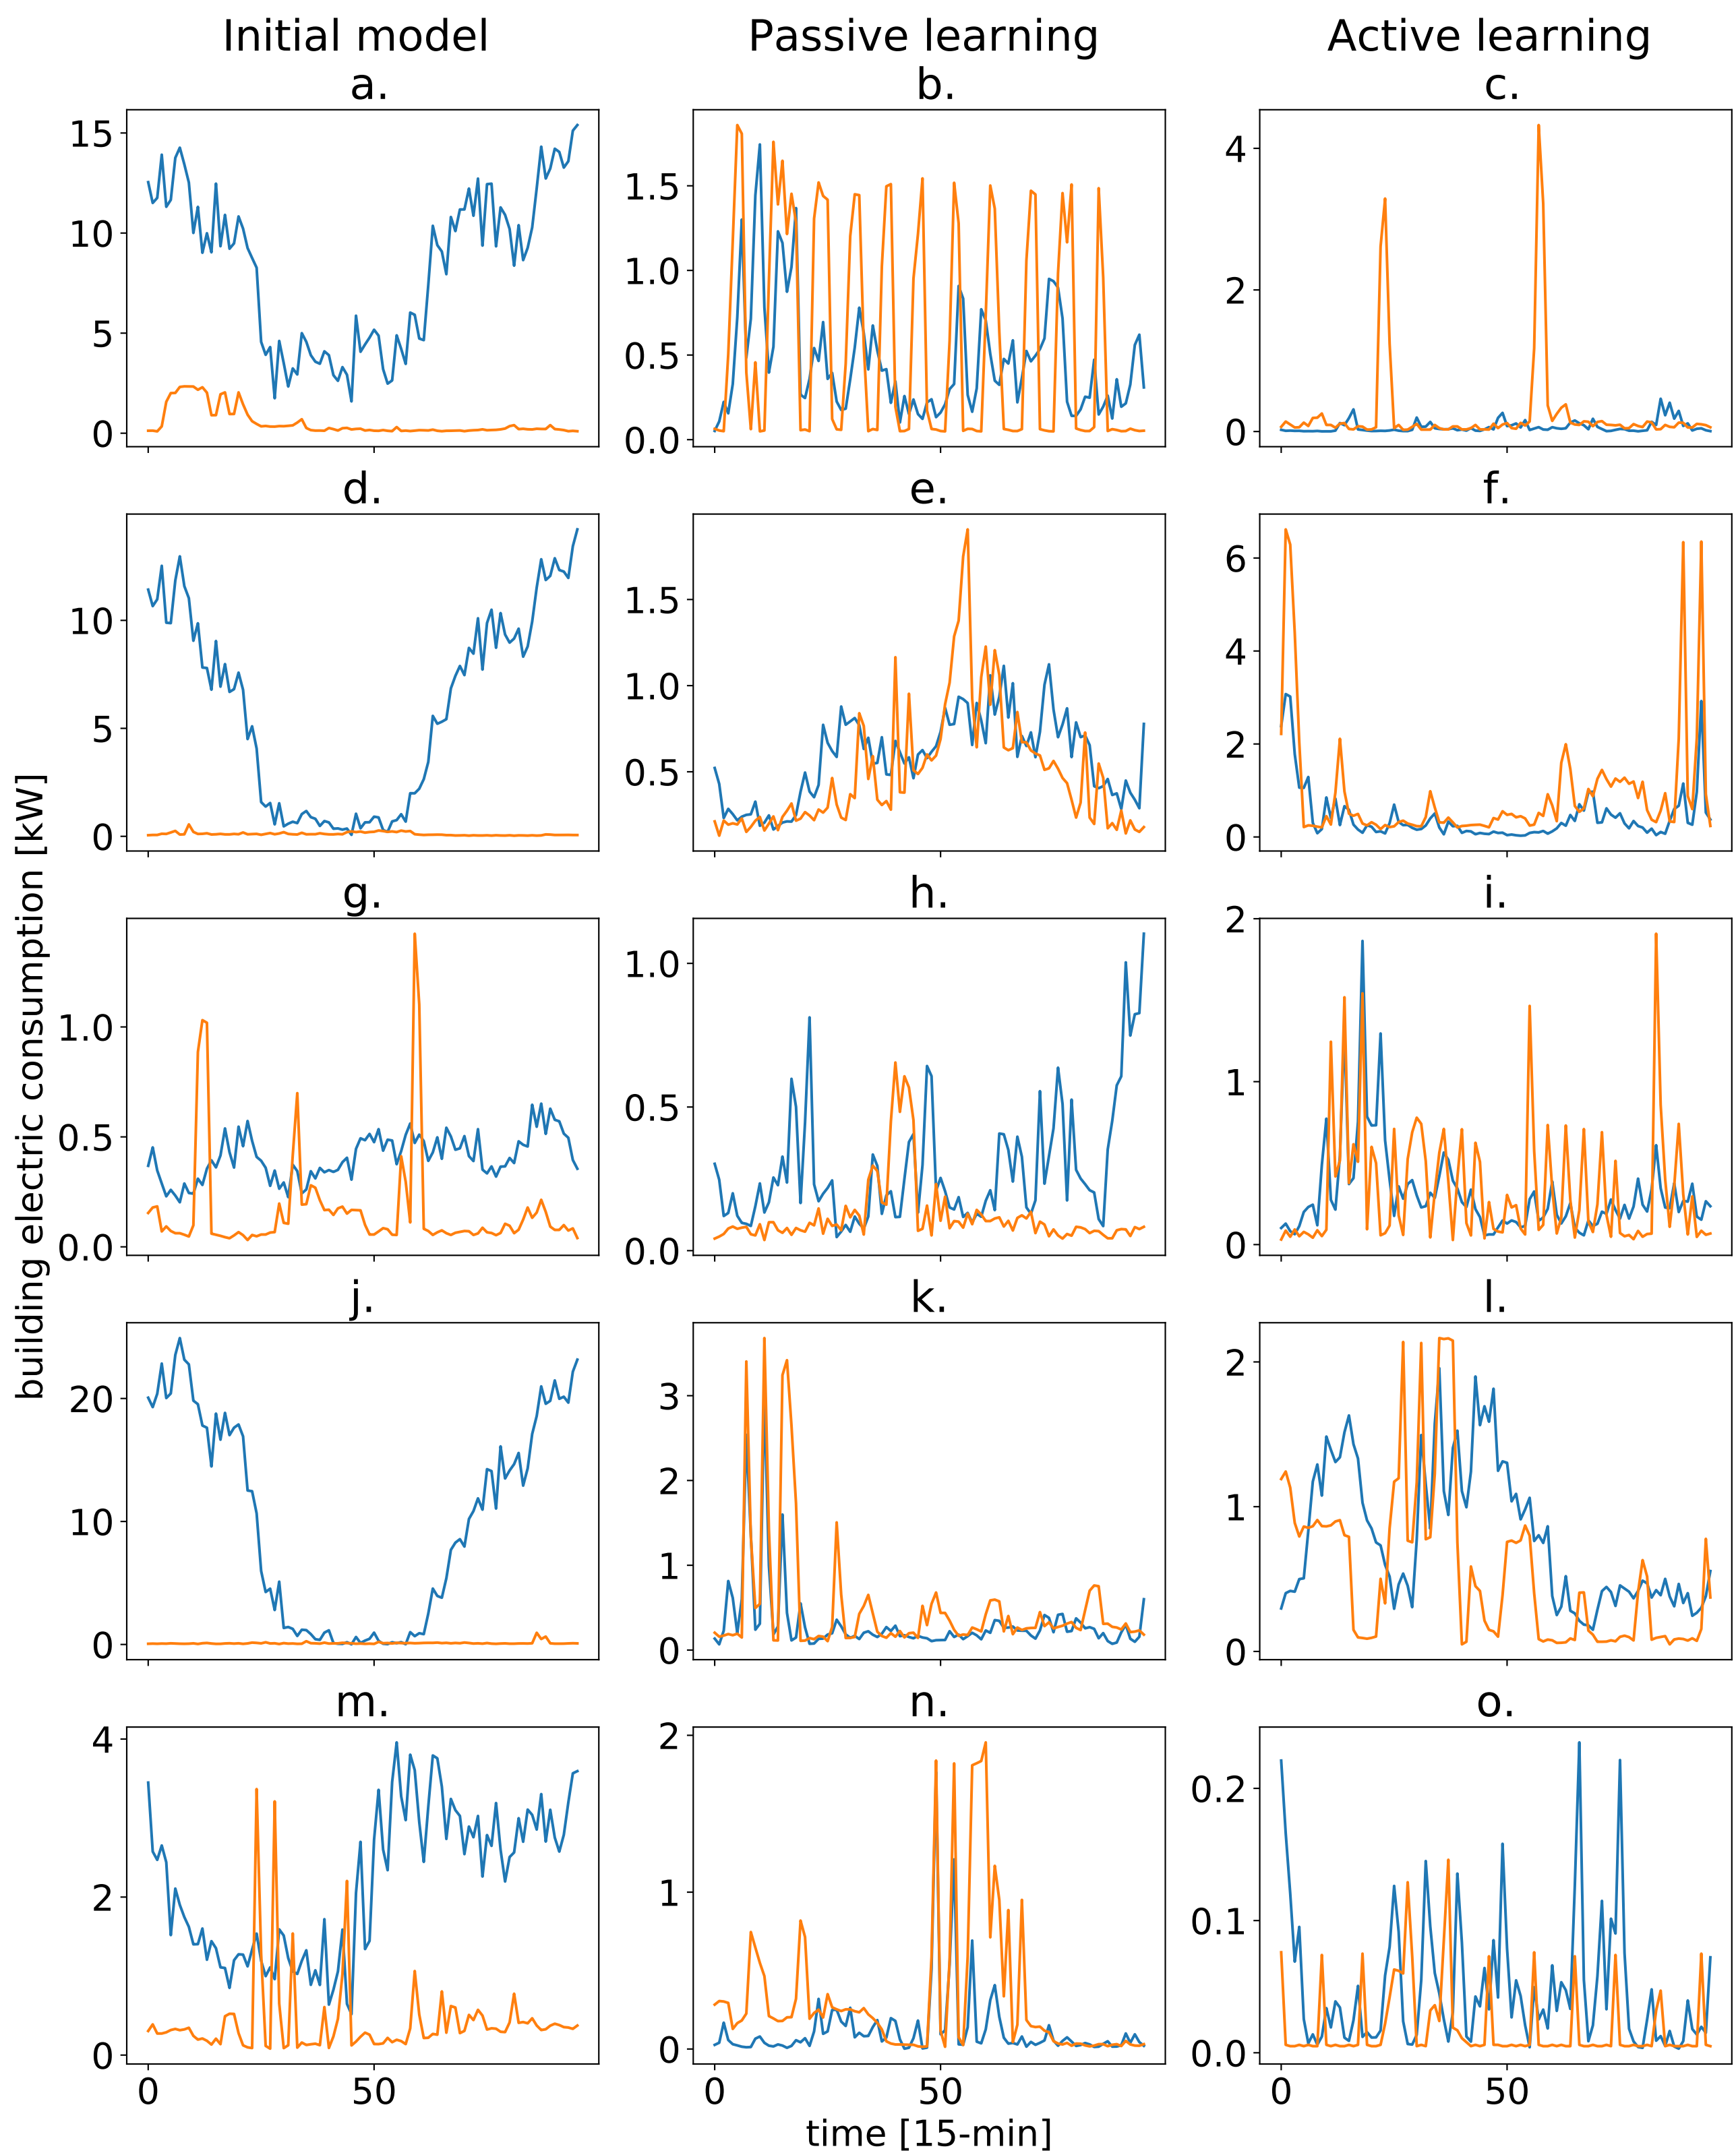 Initial model
Passive learning
Active learning
a.
b.
c.
15
10
5
0
1.5
1.0
0.5
0.0
4
2
0
d.
e.
f.
10
5
0
1.5
1.0
0.5
6
4
2
0
building electric consumption [kW]
g.
h.
i.
1.0
0.5
0.0
1.0
0.5
0.0
2
1
0
j.
k.
l.
20
10
0
3
2
1
0
2
1
0
m.
n.
o.
4
2
0
2
1
0
0.2
0.1
0.0
0
50
0
50
0
50
time [15-min]